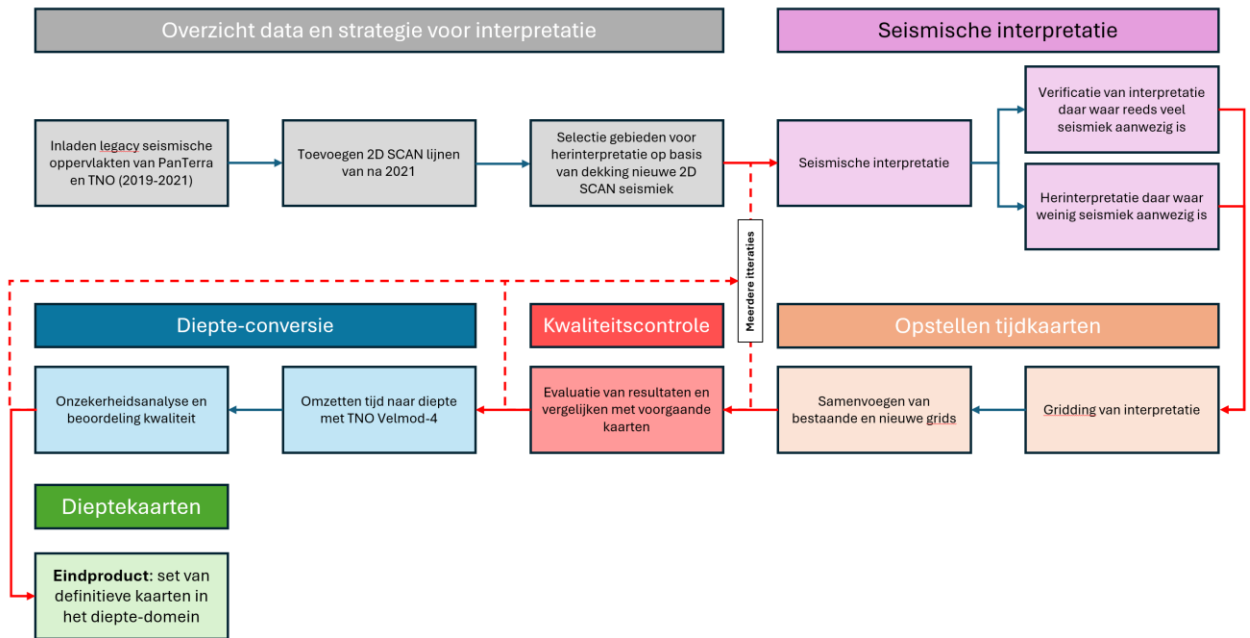 Overzicht data en strategie voor interpretatie
Seismische interpretatie
Inladen legacy seismische
oppervlakten van PanTerra
en TNO (2019-2021)
Toevoegen 2D SCAN lijnen
van na 2021
Selectie gebieden voor
herinterpretatie op basis
van dekking nieuwe 2D
SCAN seismiek
Seismische interpretatie
Verificatie van interpretatie
daar waar reeds veel
seismiek aanwezig is
Herinterpretatie daar waar
weinig seismiek aanwezig is
Meerdere itteraties
Diepte-conversie
Kwaliteitscontrole
Opstellen tijdkaarten
Onzekerheidsanalyse en
beoordeling kwaliteit
Omzetten tijd naar diepte
met TNO Velmod-4
Evaluatie van resultaten en
vergelijken met voorgaande
kaarten
Samenvoegen van
bestaande en nieuwe grids
Gridding van interpretatie
Dieptekaarten
Eindproduct: set van
definitieve kaarten in
het diepte-domein